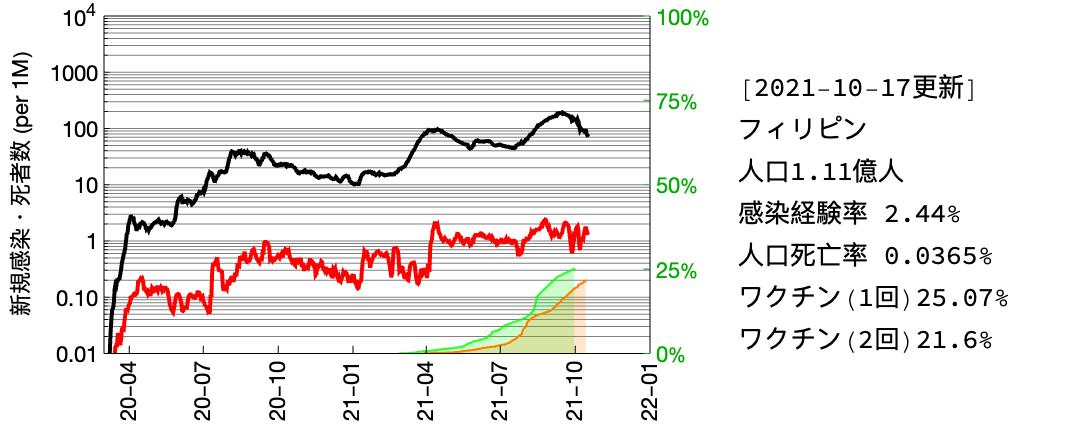 新規感染・死者数 (per 1M)
10^4
1000
100
10
1
0.10
0.01
100%
75%
50%
25%
0%
20-04
20-07
20-10
21-01
21-04
21-07
21-10
22-01
[2021-10-17更新]
フィリピン
人口1.11億人
感染経験率 2.44%
人口死亡率 0.0365%
ワクチン(1回)25.07%
ワクチン(2回)21.6%